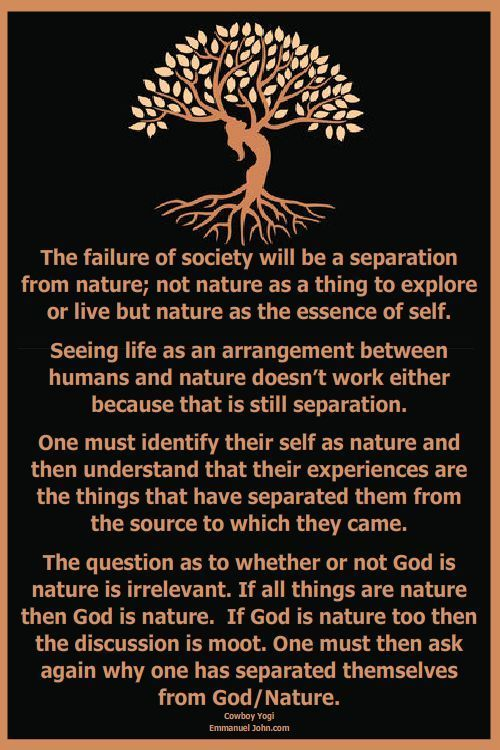 The failure of society will be a separation
from nature; not nature as a thing to explore
or live but nature as the essence of self.
Seeing life as an arrangement between
humans and nature doesn’t work either
because that is still separation.
One must identify their self as nature and
then understand that their experiences are
the things that have separated them from
the source to which they came.
The question as to whether or not God is
nature is irrelevant. If all things are nature
then God is nature.  If God is nature too then
the discussion is moot. One must then ask
again why one has separated themselves
from God/Nature.
Cowboy Yogi
Emmanuel John.com